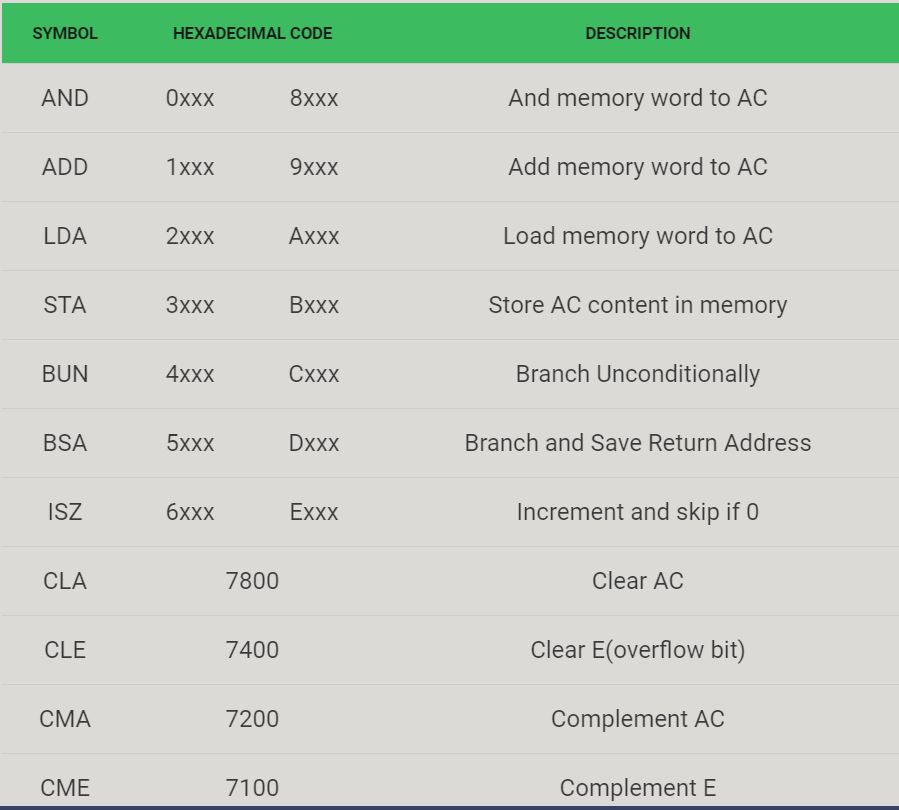 SYMBOL HEXADECIMAL CODE DESCRIPTION
AND 0xxx 8xxx And memory word to AC
ADD 1xxx 9xxx Add memory word to AC
LDA 2xxx Axxx Load memory word to AC
STA 3xxx Bxxx Store AC content in memory
BUN 4xxx Cxxx Branch Unconditionally
BSA 5xxx Dxxx Branch and Save Return Address
ISZ 6xxx Exxx Increment and skip if 0
CLA 7800 Clear AC
CLE 7400 Clear E(overflow bit)
CMA 7200 Complement AC
CME 7100 Complement E